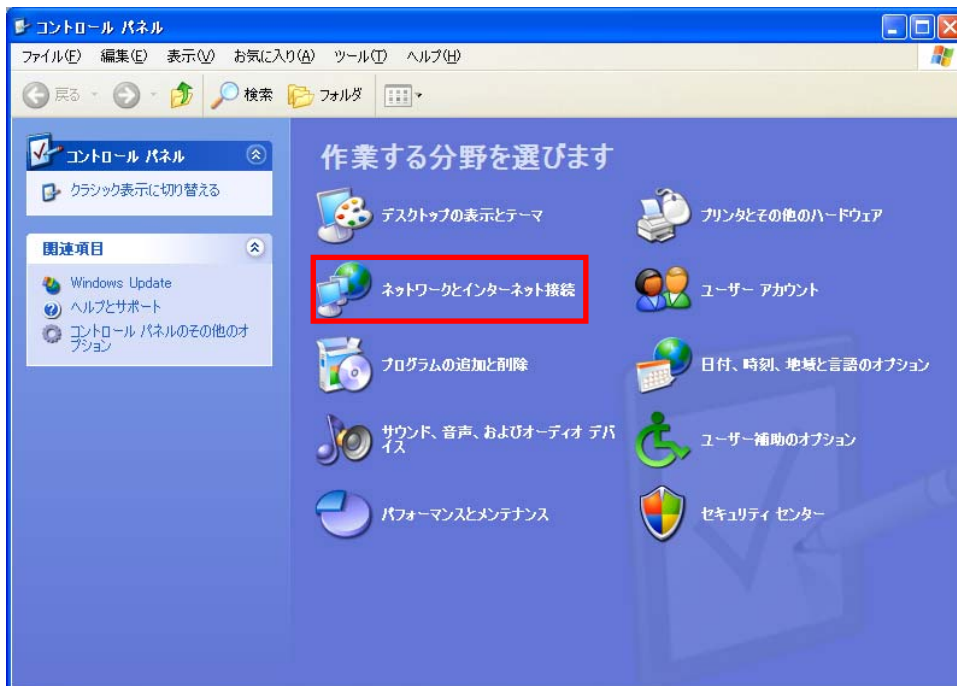 コントロール パネル
ファイル(F) 編集(E) 表示(V) お気に入り(A) ツール(T) ヘルプ(H)
戻る 検索 フォルダ
コントロール パネル
クラシック表示に切り替える
関連項目
Windows Update
ヘルプとサポート
コントロール パネルのその他のオ
プション
作業する分野を選びます
デスクトップの表示とテーマ
プリンタとその他のハードウェア
ネットワークとインターネット接続
ユーザー アカウント
プログラムの追加と削除
日付、時刻、地域と言語のオプション
サウンド、音声、およびオーディオ デバ
イス
ユーザー補助のオプション
パフォーマンスとメンテナンス
セキュリティ センター